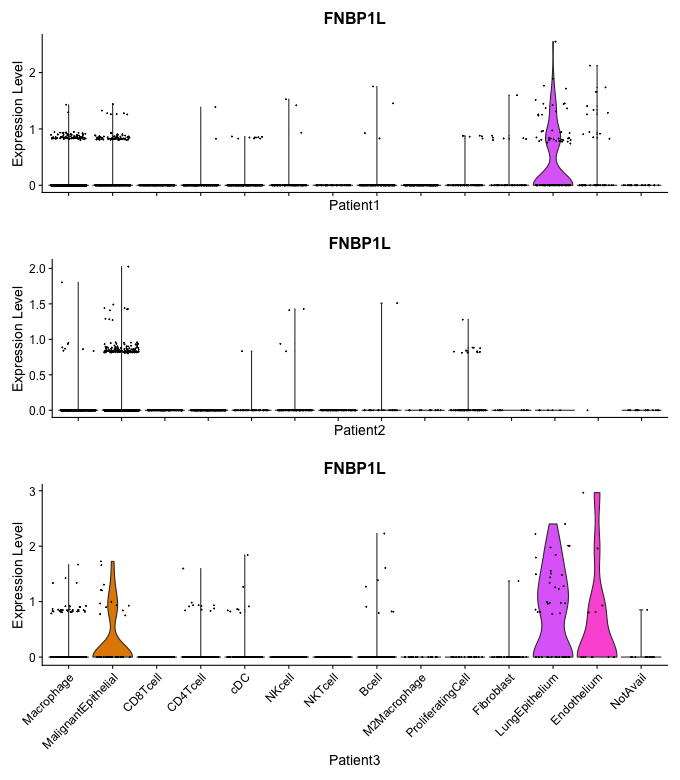 FNBP1L
Expression Level
2
1
0
Patient1
FNBP1L
Expression Level
2.0
1.5
1.0
0.5
0.0
Patient2
FNBP1L
Expression Level
3
2
1
0
Macrophage
MalignantEpithelial
CD8Tcell
CD4Tcell
cDC
NKcell
NKTcell
Bcell
M2Macrophage
ProliferatingCell
Fibroblast
LungEpithelium
Endothelium
NotAvail
Patient3